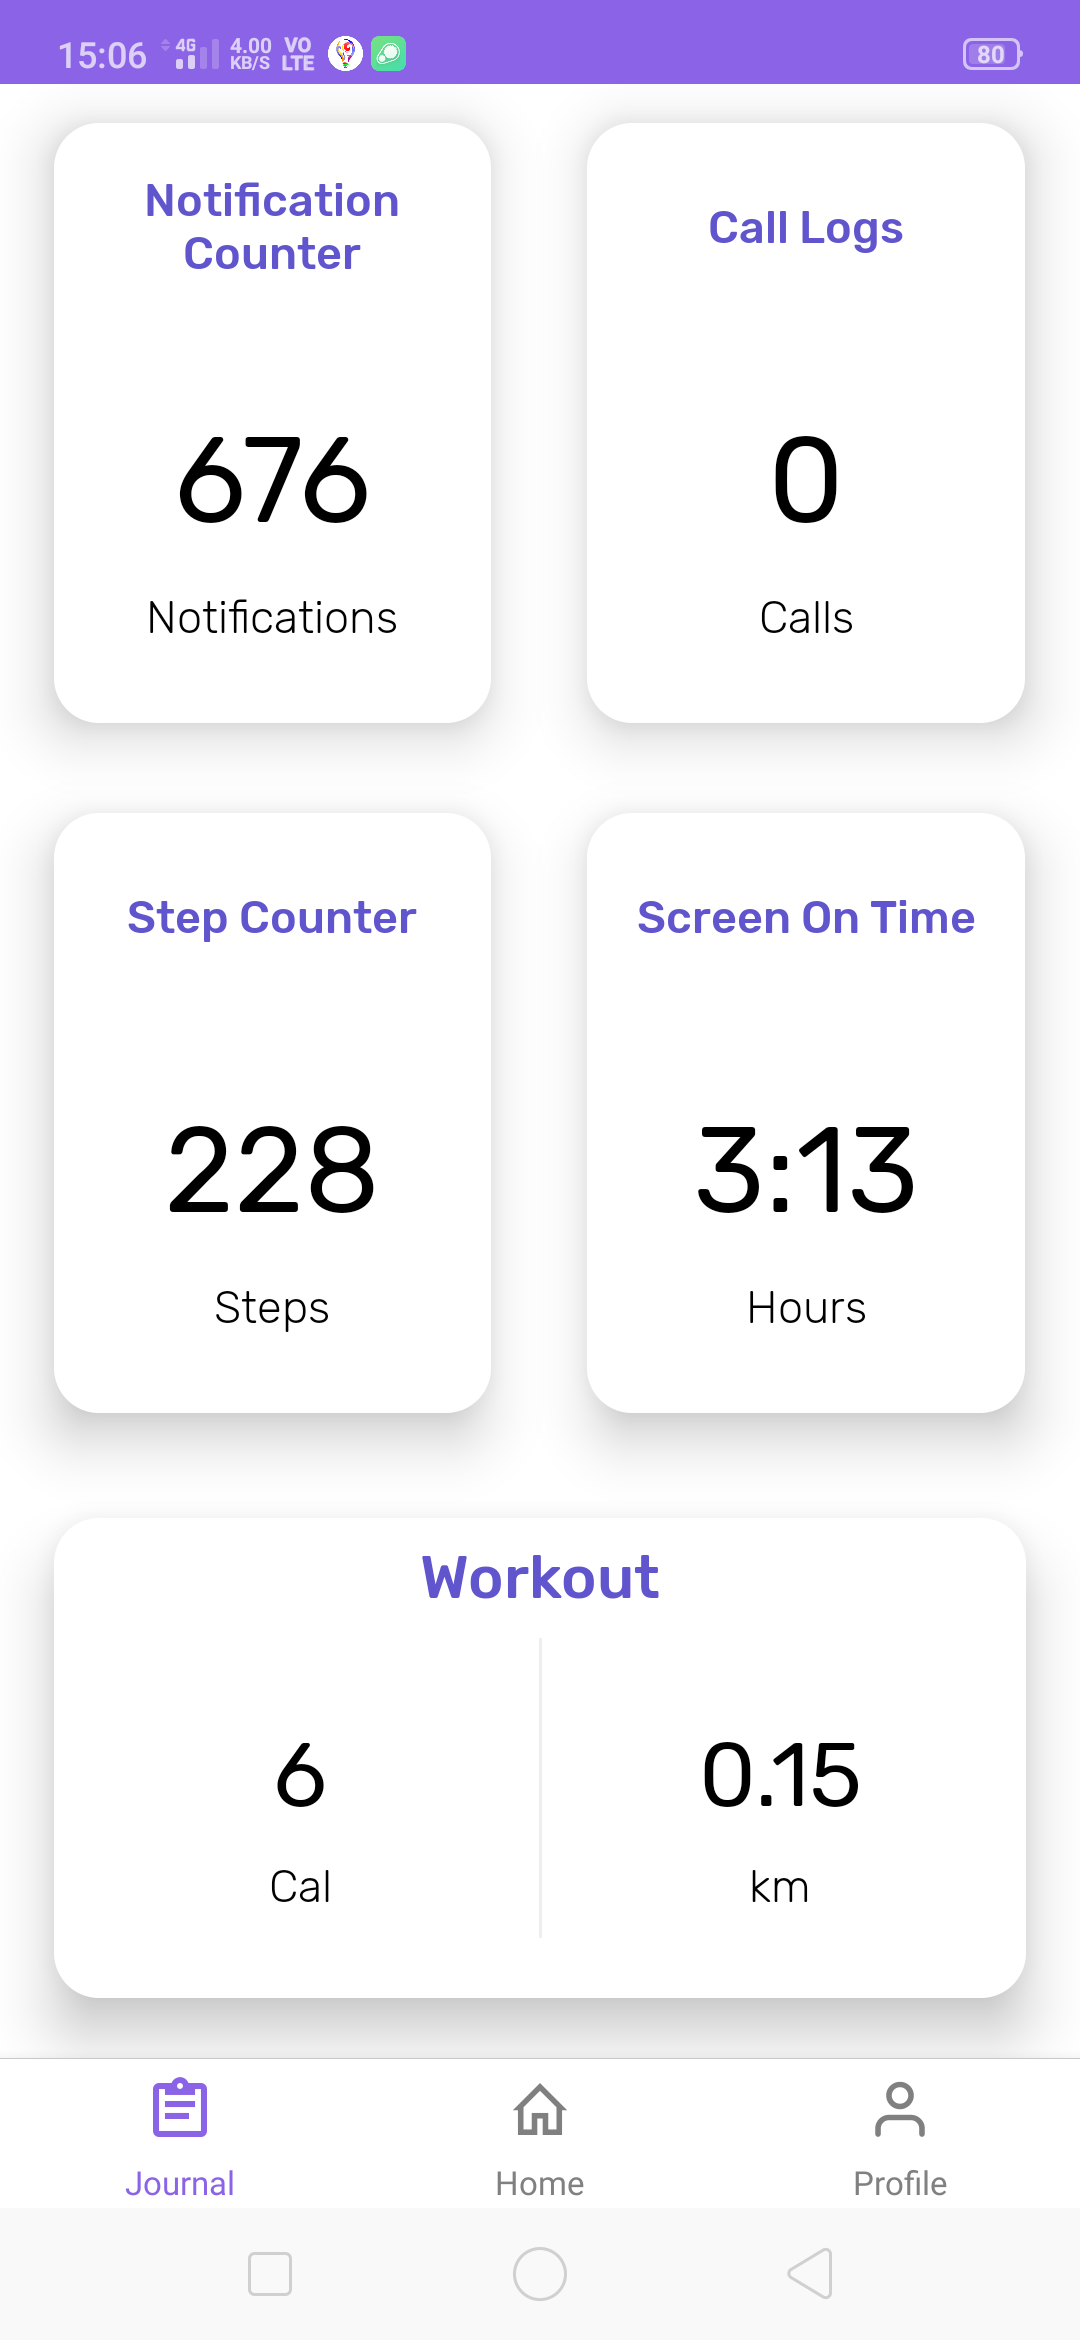 15:06 4G 4.00 KB/S VO LTE 80
Notification
Counter
676
Notifications
Call Logs
0
Calls
Step Counter
228
Steps
Screen On Time
3:13
Hours
Workout
6
Cal
0.15
km
Journal
Home
Profile